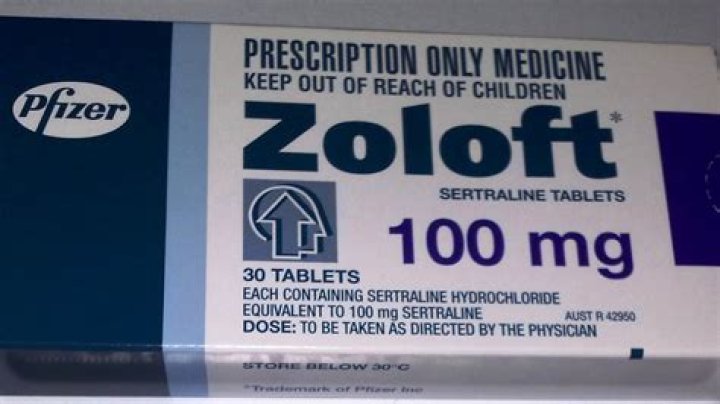 Pfizer
PRESCRIPTION ONLY MEDICINE
KEEP OUT OF REACH OF CHILDREN
Zoloft*
SERTRALINE TABLETS
100 mg
30 TABLETS
EACH CONTAINING SERTRALINE HYDROCHLORIDE
EQUIVALENT TO 100 mg SERTRALINE
AUST R 42950
DOSE: TO BE TAKEN AS DIRECTED BY THE PHYSICIAN
STORE BELOW 30°C
*Trademark of Pfizer Inc